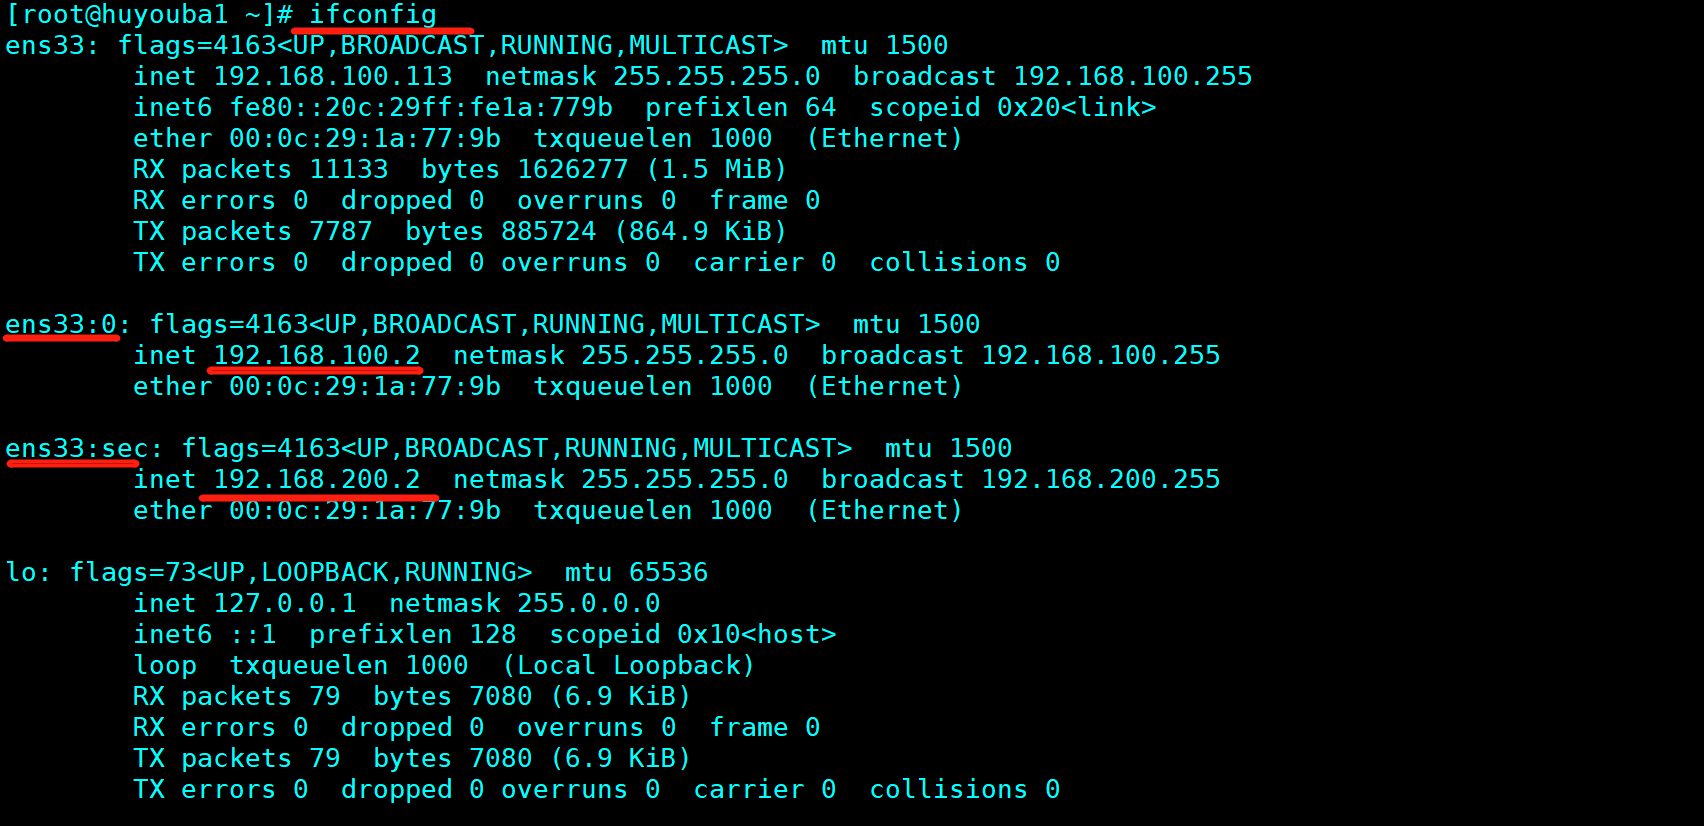 [root@huyouba1 ~]# ifconfig
ens33: flags=4163<UP,BROADCAST,RUNNING,MULTICAST>  mtu 1500
        inet 192.168.100.113  netmask 255.255.255.0  broadcast 192.168.100.255
        inet6 fe80::20c:29ff:fe1a:779b  prefixlen 64  scopeid 0x20<link>
        ether 00:0c:29:1a:77:9b  txqueuelen 1000  (Ethernet)
        RX packets 11133  bytes 1626277 (1.5 MiB)
        RX errors 0  dropped 0  overruns 0  frame 0
        TX packets 7787  bytes 885724 (864.9 KiB)
        TX errors 0  dropped 0 overruns 0  carrier 0  collisions 0
ens33:0: flags=4163<UP,BROADCAST,RUNNING,MULTICAST>  mtu 1500
        inet 192.168.100.2  netmask 255.255.255.0  broadcast 192.168.100.255
        ether 00:0c:29:1a:77:9b  txqueuelen 1000  (Ethernet)
ens33:sec: flags=4163<UP,BROADCAST,RUNNING,MULTICAST>  mtu 1500
        inet 192.168.200.2  netmask 255.255.255.0  broadcast 192.168.200.255
        ether 00:0c:29:1a:77:9b  txqueuelen 1000  (Ethernet)
lo: flags=73<UP,LOOPBACK,RUNNING>  mtu 65536
        inet 127.0.0.1  netmask 255.0.0.0
        inet6 ::1  prefixlen 128  scopeid 0x10<host>
        loop  txqueuelen 1000  (Local Loopback)
        RX packets 79  bytes 7080 (6.9 KiB)
        RX errors 0  dropped 0  overruns 0  frame 0
        TX packets 79  bytes 7080 (6.9 KiB)
        TX errors 0  dropped 0 overruns 0  carrier 0  collisions 0